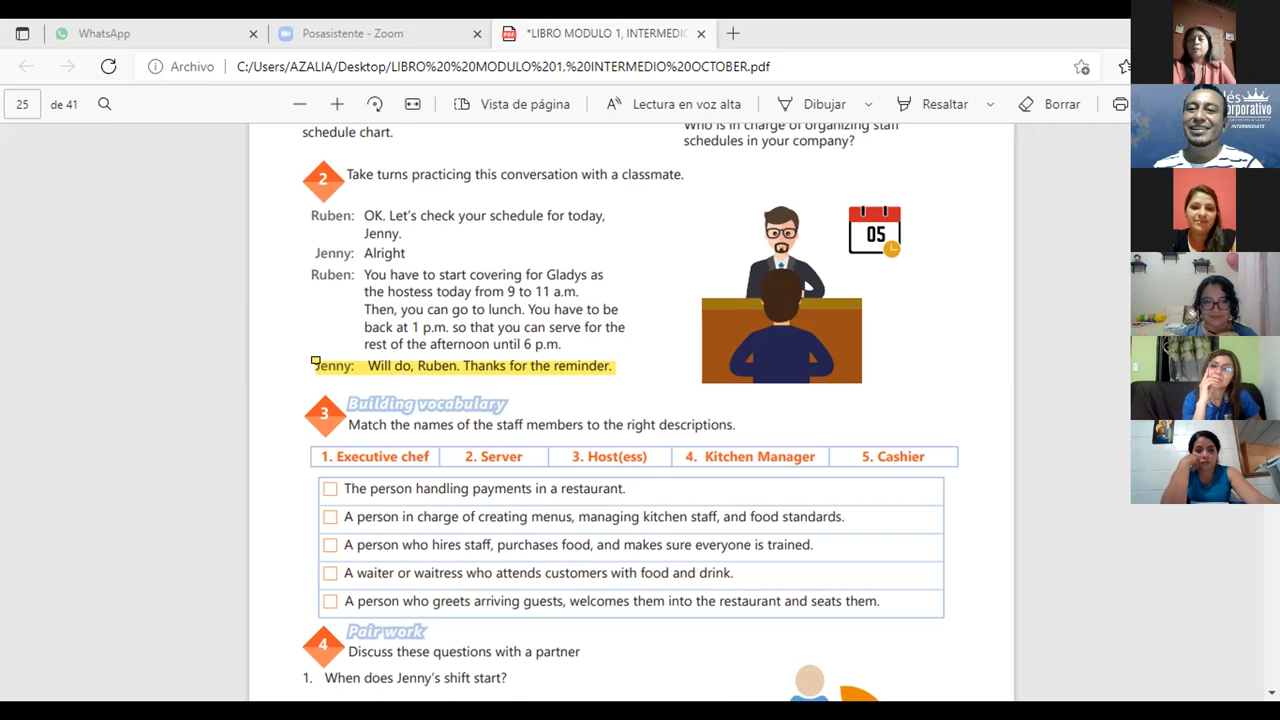 WhatsApp
Posasistente - Zoom
*LIBRO MODULO 1, INTERMEDIO
Archivo
C:/Users/AZALIA/Desktop/LIBRO%20%20MODULO%201,%20INTERMEDIO%20OCTOBER.pdf
25
de 41
Vista de página
Lectura en voz alta
Dibujar
Resaltar
Borrar
schedule chart.
Who is in charge of organizing staff
schedules in your company?
2
Take turns practicing this conversation with a classmate.
Ruben: OK. Let's check your schedule for today,
Jenny.
Jenny: Alright
Ruben: You have to start covering for Gladys as
the hostess today from 9 to 11 a.m.
Then, you can go to lunch. You have to be
back at 1 p.m. so that you can serve for the
rest of the afternoon until 6 p.m.
Jenny: Will do, Ruben. Thanks for the reminder.
05
3
Building vocabulary
Match the names of the staff members to the right descriptions.
1. Executive chef
2. Server
3. Host(ess)
4. Kitchen Manager
5. Cashier
The person handling payments in a restaurant.
A person in charge of creating menus, managing kitchen staff, and food standards.
A person who hires staff, purchases food, and makes sure everyone is trained.
A waiter or waitress who attends customers with food and drink.
A person who greets arriving guests, welcomes them into the restaurant and seats them.
4
Pair work
Discuss these questions with a partner
1. When does Jenny's shift start?
lés
orporativo
INTERMEDIATE